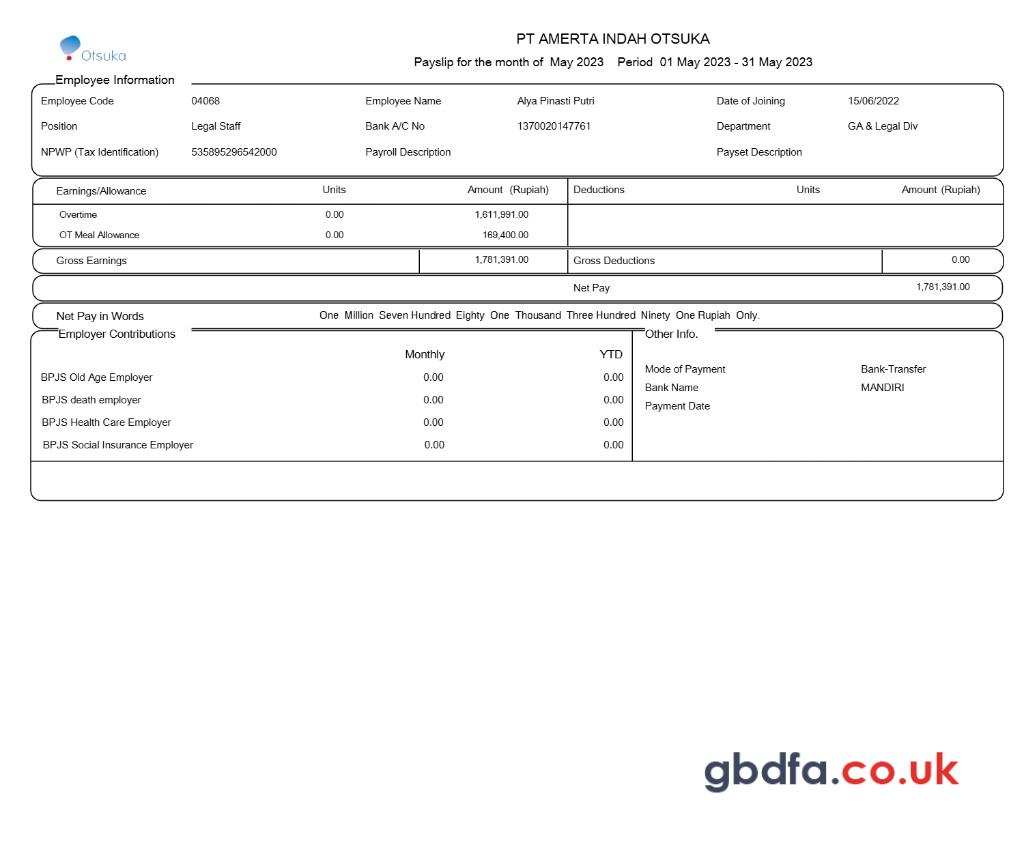 Otsuka
PT AMERTA INDAH OTSUKA
Payslip for the month of May 2023 Period 01 May 2023 - 31 May 2023
Employee Information
Employee Code 04068 Employee Name Alya Pinasti Putri Date of Joining 15/06/2022
Position Legal Staff Bank A/C No 1370020147761 Department GA & Legal Div
NPWP (Tax Identification) 535895296542000 Payroll Description Payset Description
Earnings/Allowance Units Amount (Rupiah) Deductions Units Amount (Rupiah)
Overtime 0.00 1,611,991.00
OT Meal Allowance 0.00 169,400.00
Gross Earnings 1,781,391.00 Gross Deductions 0.00
Net Pay 1,781,391.00
Net Pay in Words One Million Seven Hundred Eighty One Thousand Three Hundred Ninety One Rupiah Only.
Employer Contributions Other Info.
Monthly YTD
BPJS Old Age Employer 0.00 0.00 Mode of Payment Bank-Transfer
Bank Name MANDIRI
BPJS death employer 0.00 0.00 Payment Date
BPJS Health Care Employer 0.00 0.00
BPJS Social Insurance Employer 0.00 0.00
gbdfa.co.uk